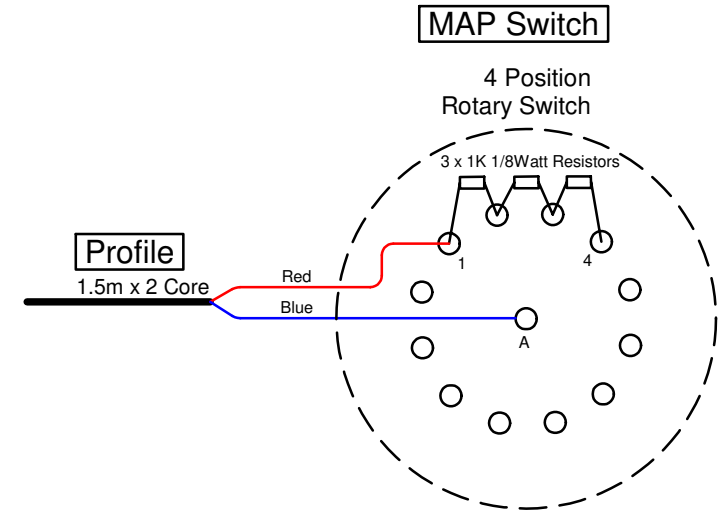 MAP Switch
4 Position
Rotary Switch
3 x 1K 1/8Watt Resistors
Profile
1.5m x 2 Core
Red
Blue
1
4
A